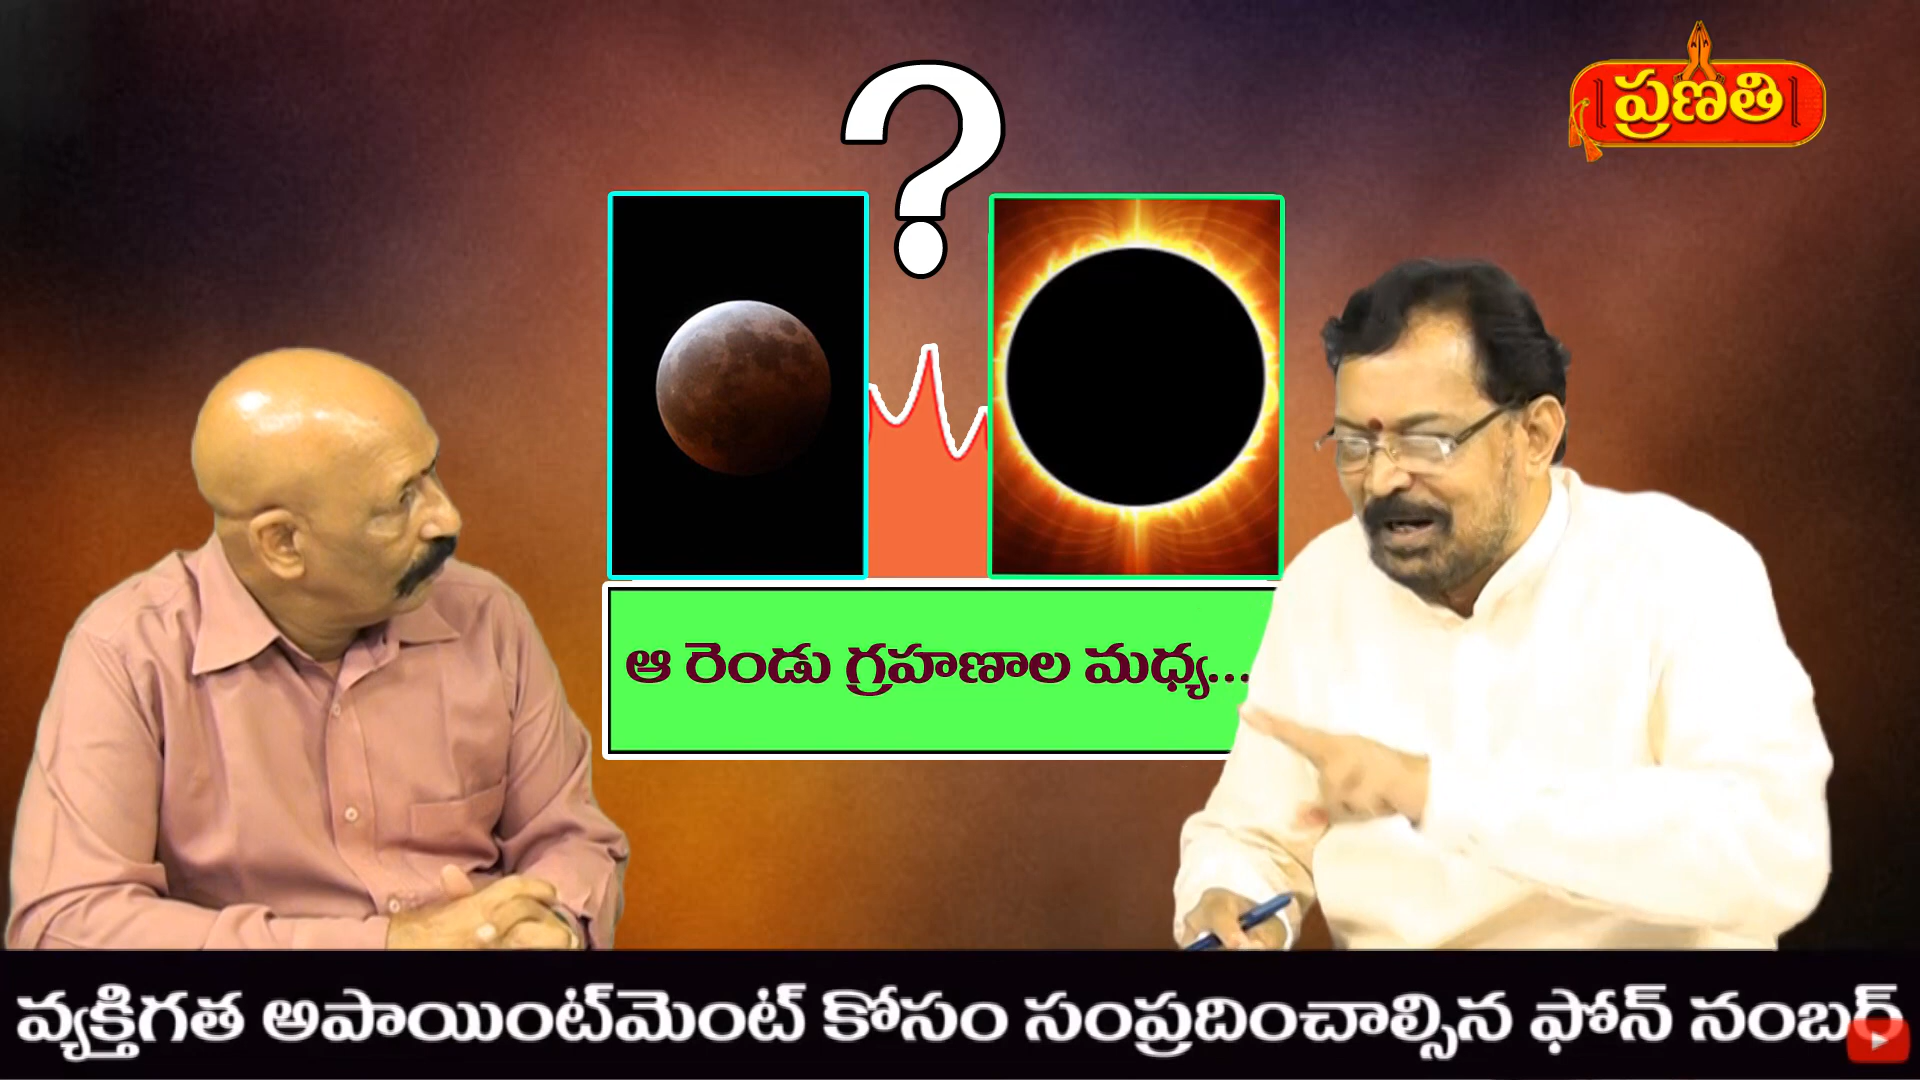 ప్రణతి
?
ఆ రెండు గ్రహణాల మధ్య...
వ్యక్తిగత అపాయింట్‌మెంట్ కోసం సంప్రదించాల్సిన ఫోన్ నంబర్